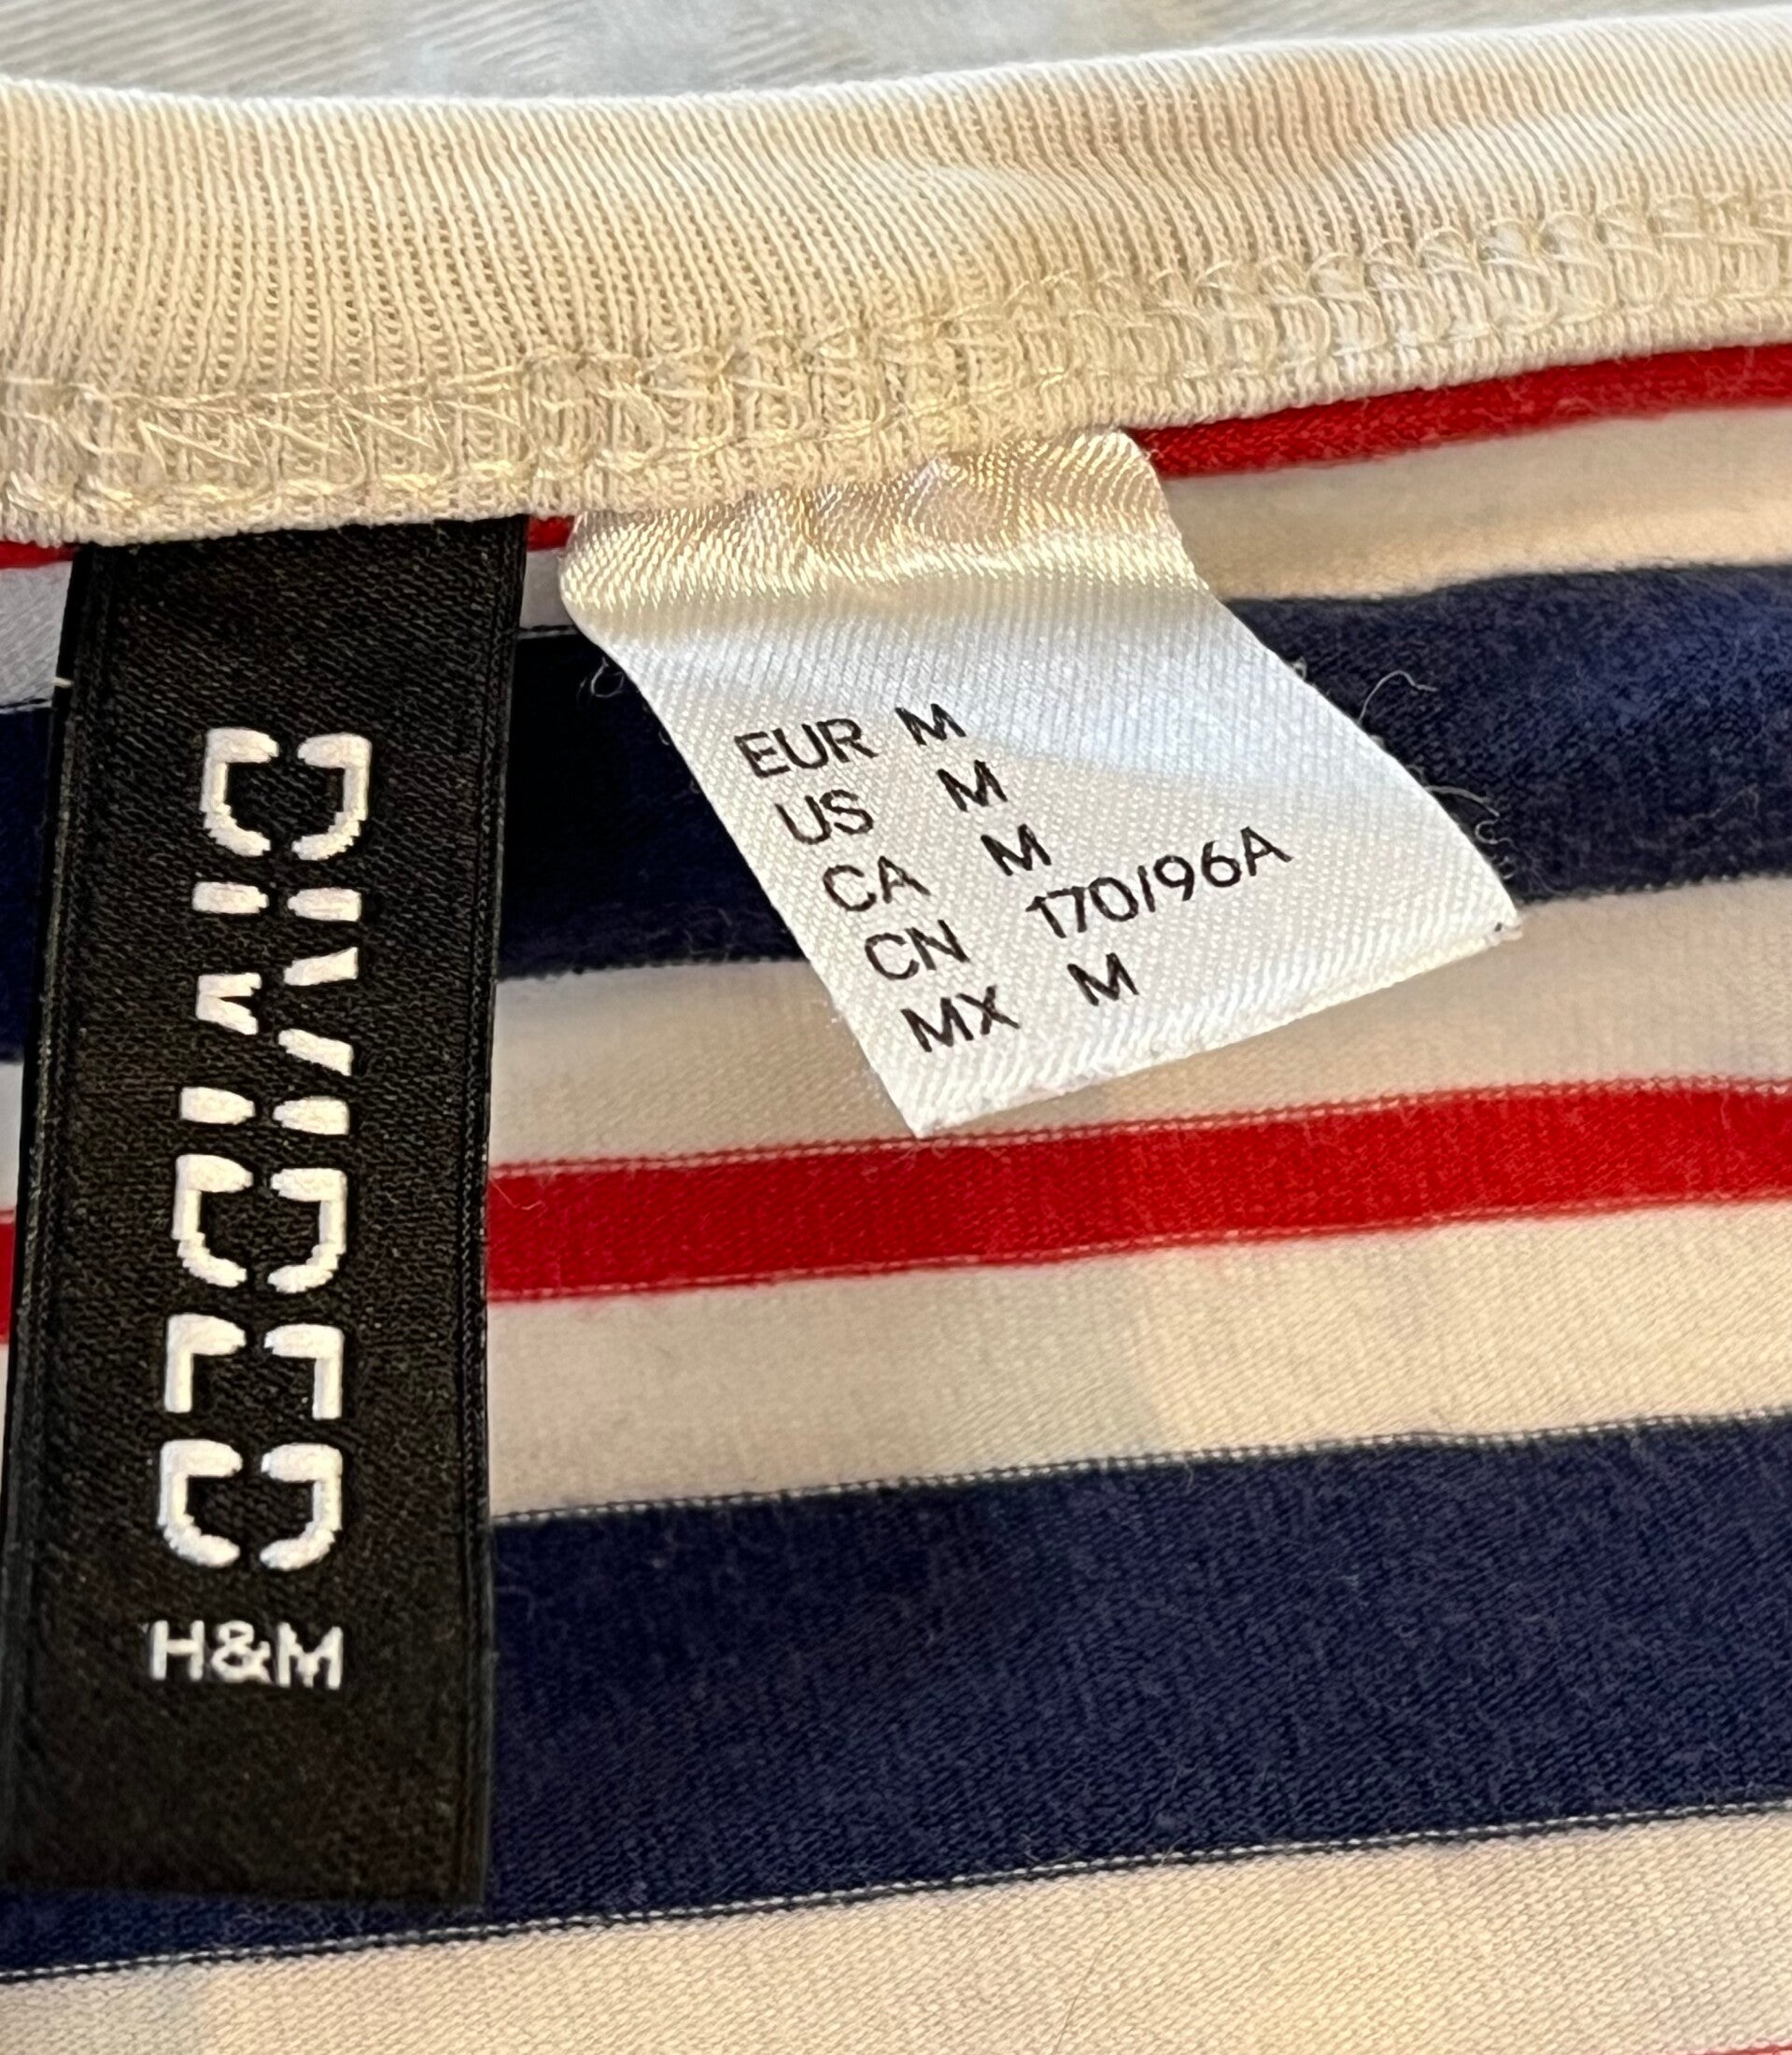 DIVIDED
H&M
EUR M
US M
CA M
CN 170/96A
MX M